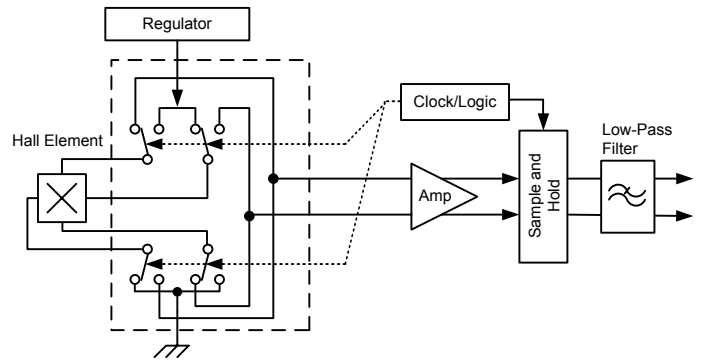 Regulator
Hall Element
Clock/Logic
Low-Pass
Filter
Amp
Sample and
Hold